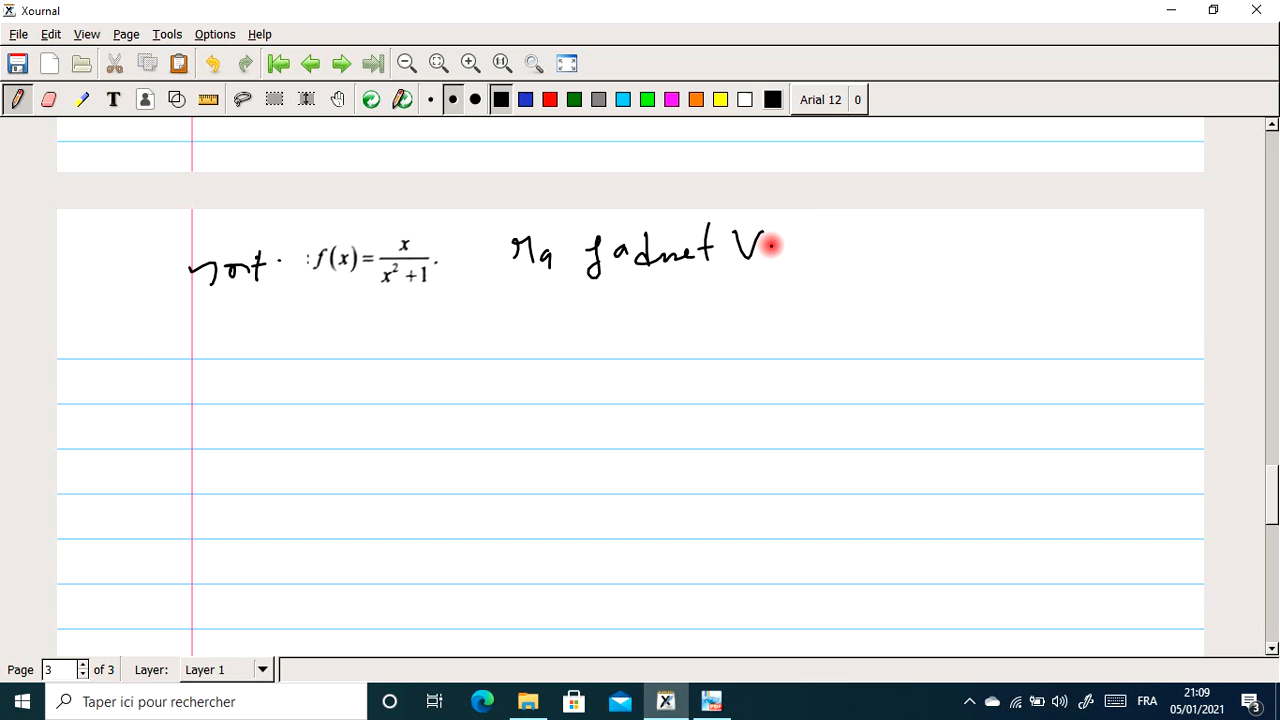 Xournal
File Edit View Page Tools Options Help
Arial 12 0
soit : f(x) = x/(x² + 1). Mq f admet V
Page 3 of 3 Layer: Layer 1
Taper ici pour rechercher
FRA 21:09
05/01/2021 3